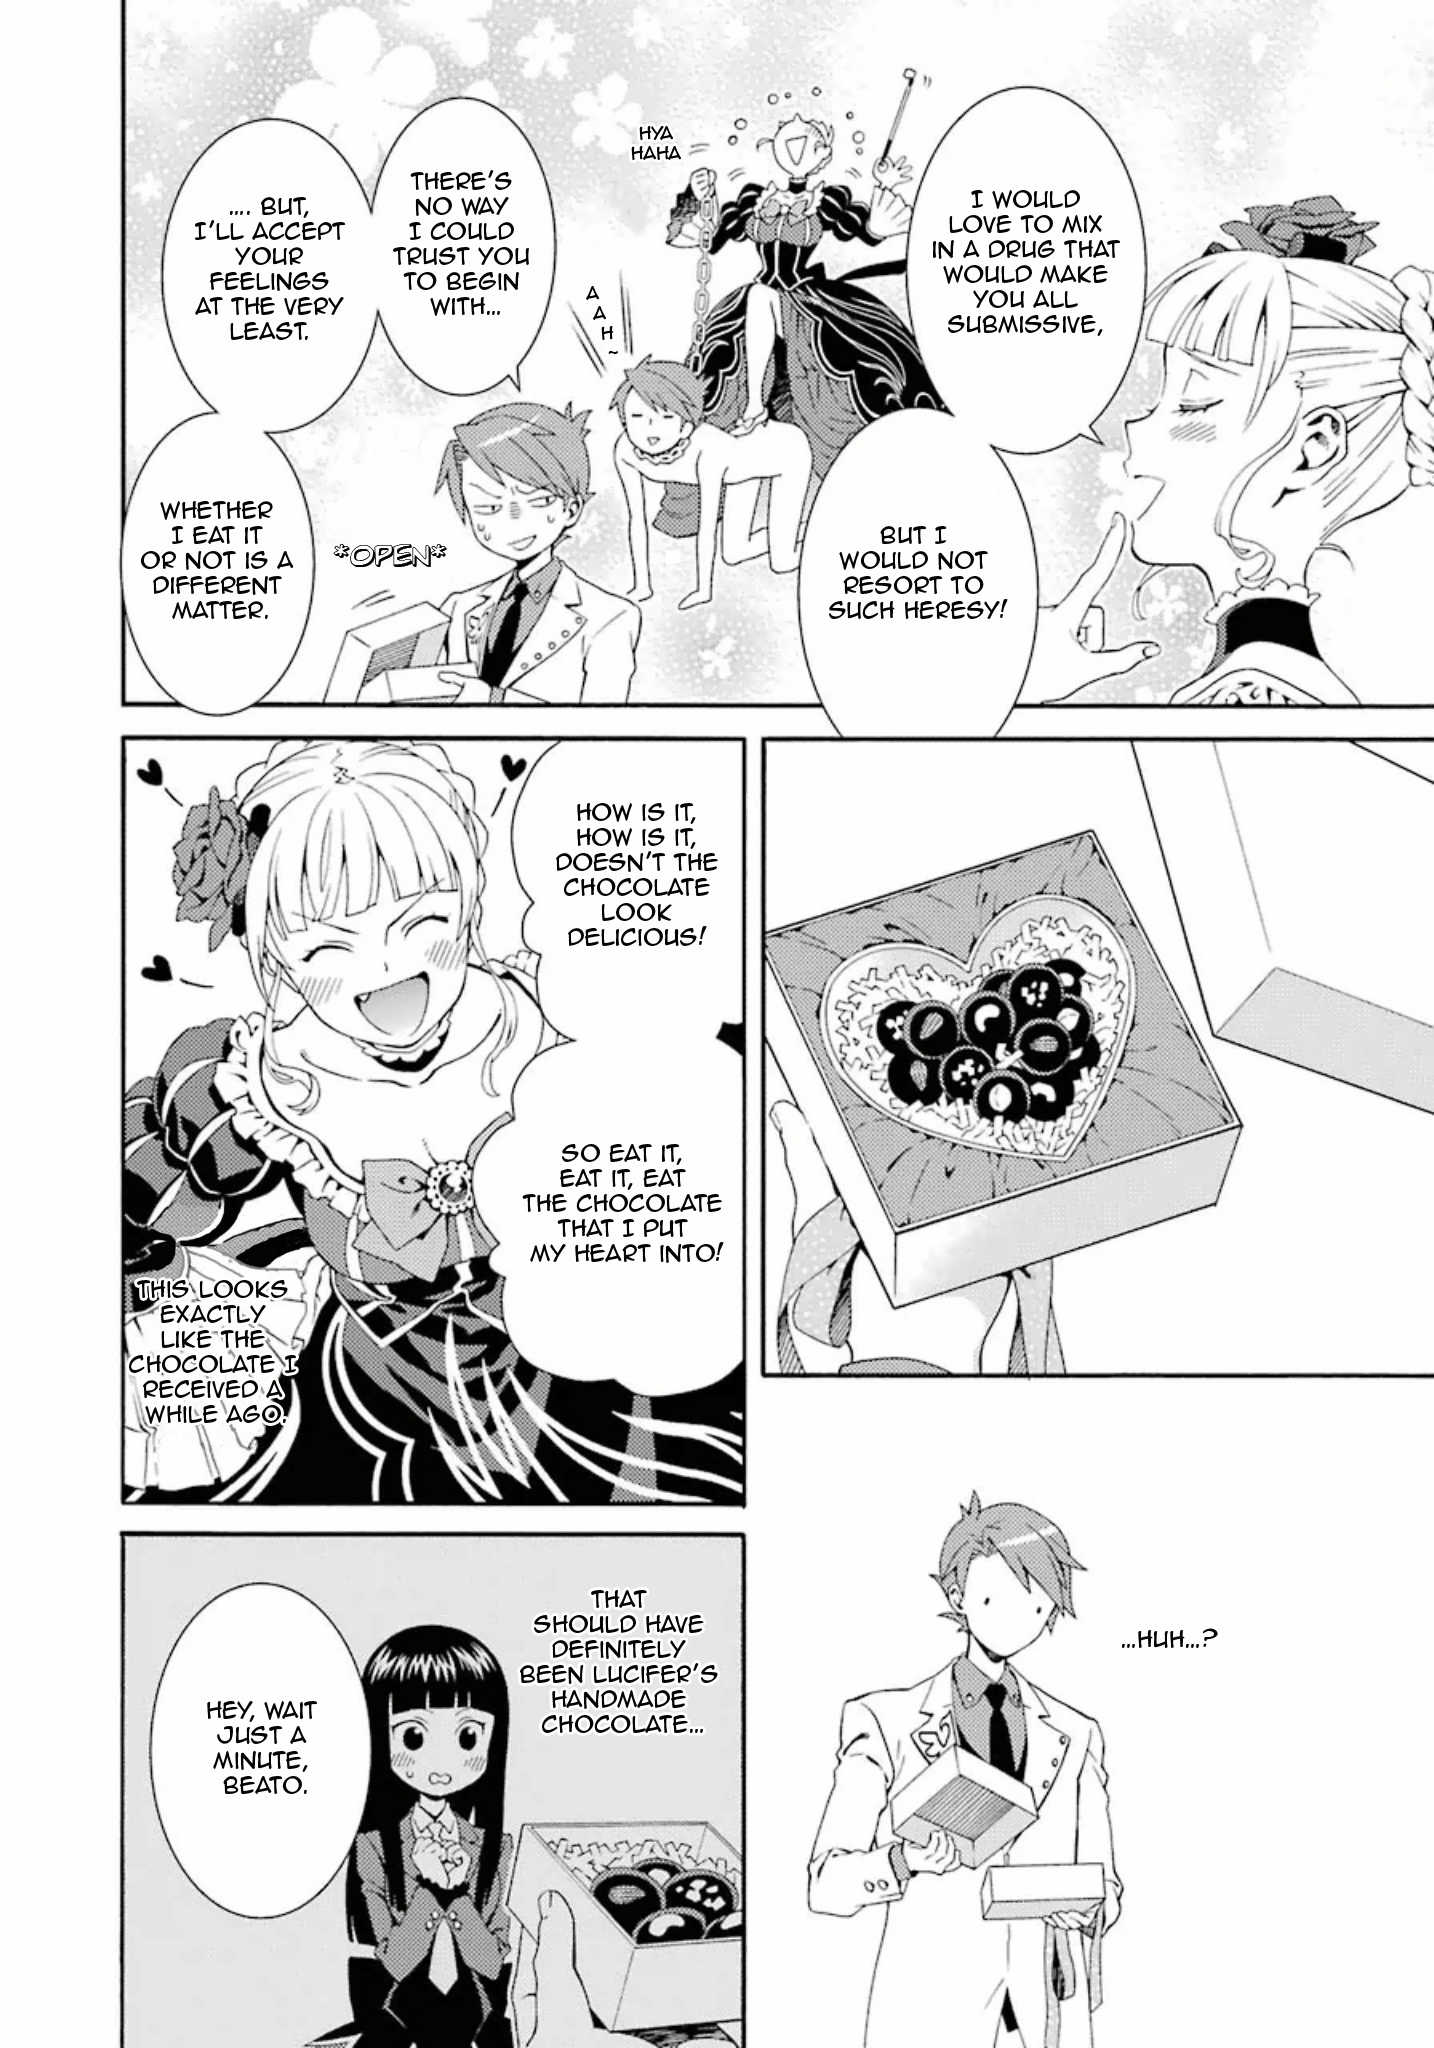 I WOULD
LOVE TO MIX
IN A DRUG THAT
WOULD MAKE
YOU ALL
SUBMISSIVE,
HYA
HAHA
A
A
H
~
BUT I
WOULD NOT
RESORT TO
SUCH HERESY!
THERE'S
NO WAY
I COULD
TRUST YOU
TO BEGIN
WITH...
.... BUT,
I'LL ACCEPT
YOUR
FEELINGS
AT THE VERY
LEAST.
*OPEN*
WHETHER
I EAT IT
OR NOT IS A
DIFFERENT
MATTER.
HOW IS IT,
HOW IS IT,
DOESN'T THE
CHOCOLATE
LOOK
DELICIOUS!
SO EAT IT,
EAT IT, EAT
THE CHOCOLATE
THAT I PUT
MY HEART INTO!
THIS LOOKS
EXACTLY
LIKE THE
CHOCOLATE I
RECEIVED A
WHILE AGO.
...HUH...?
THAT
SHOULD HAVE
DEFINITELY
BEEN LUCIFER'S
HANDMADE
CHOCOLATE...
HEY, WAIT
JUST A
MINUTE,
BEATO.